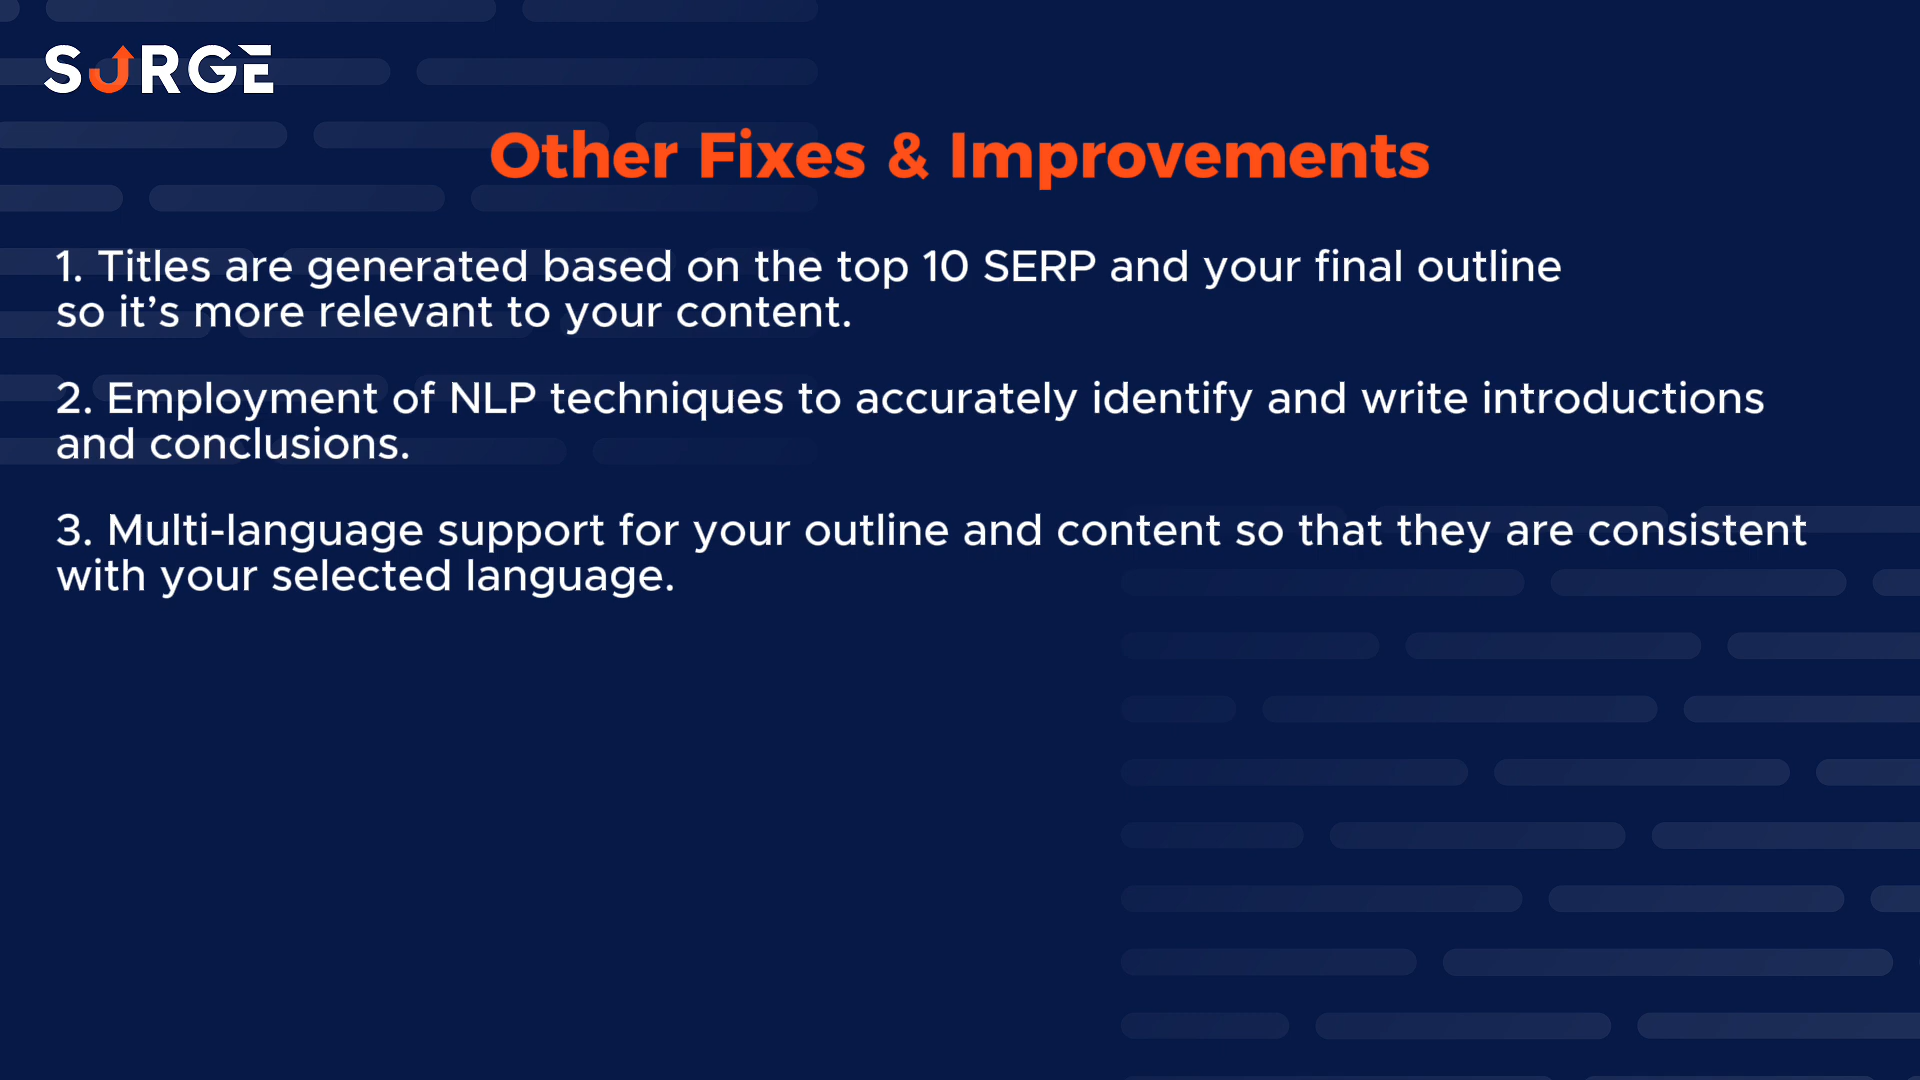 SURGE
Other Fixes & Improvements
1. Titles are generated based on the top 10 SERP and your final outline
so it’s more relevant to your content.
2. Employment of NLP techniques to accurately identify and write introductions
and conclusions.
3. Multi-language support for your outline and content so that they are consistent
with your selected language.